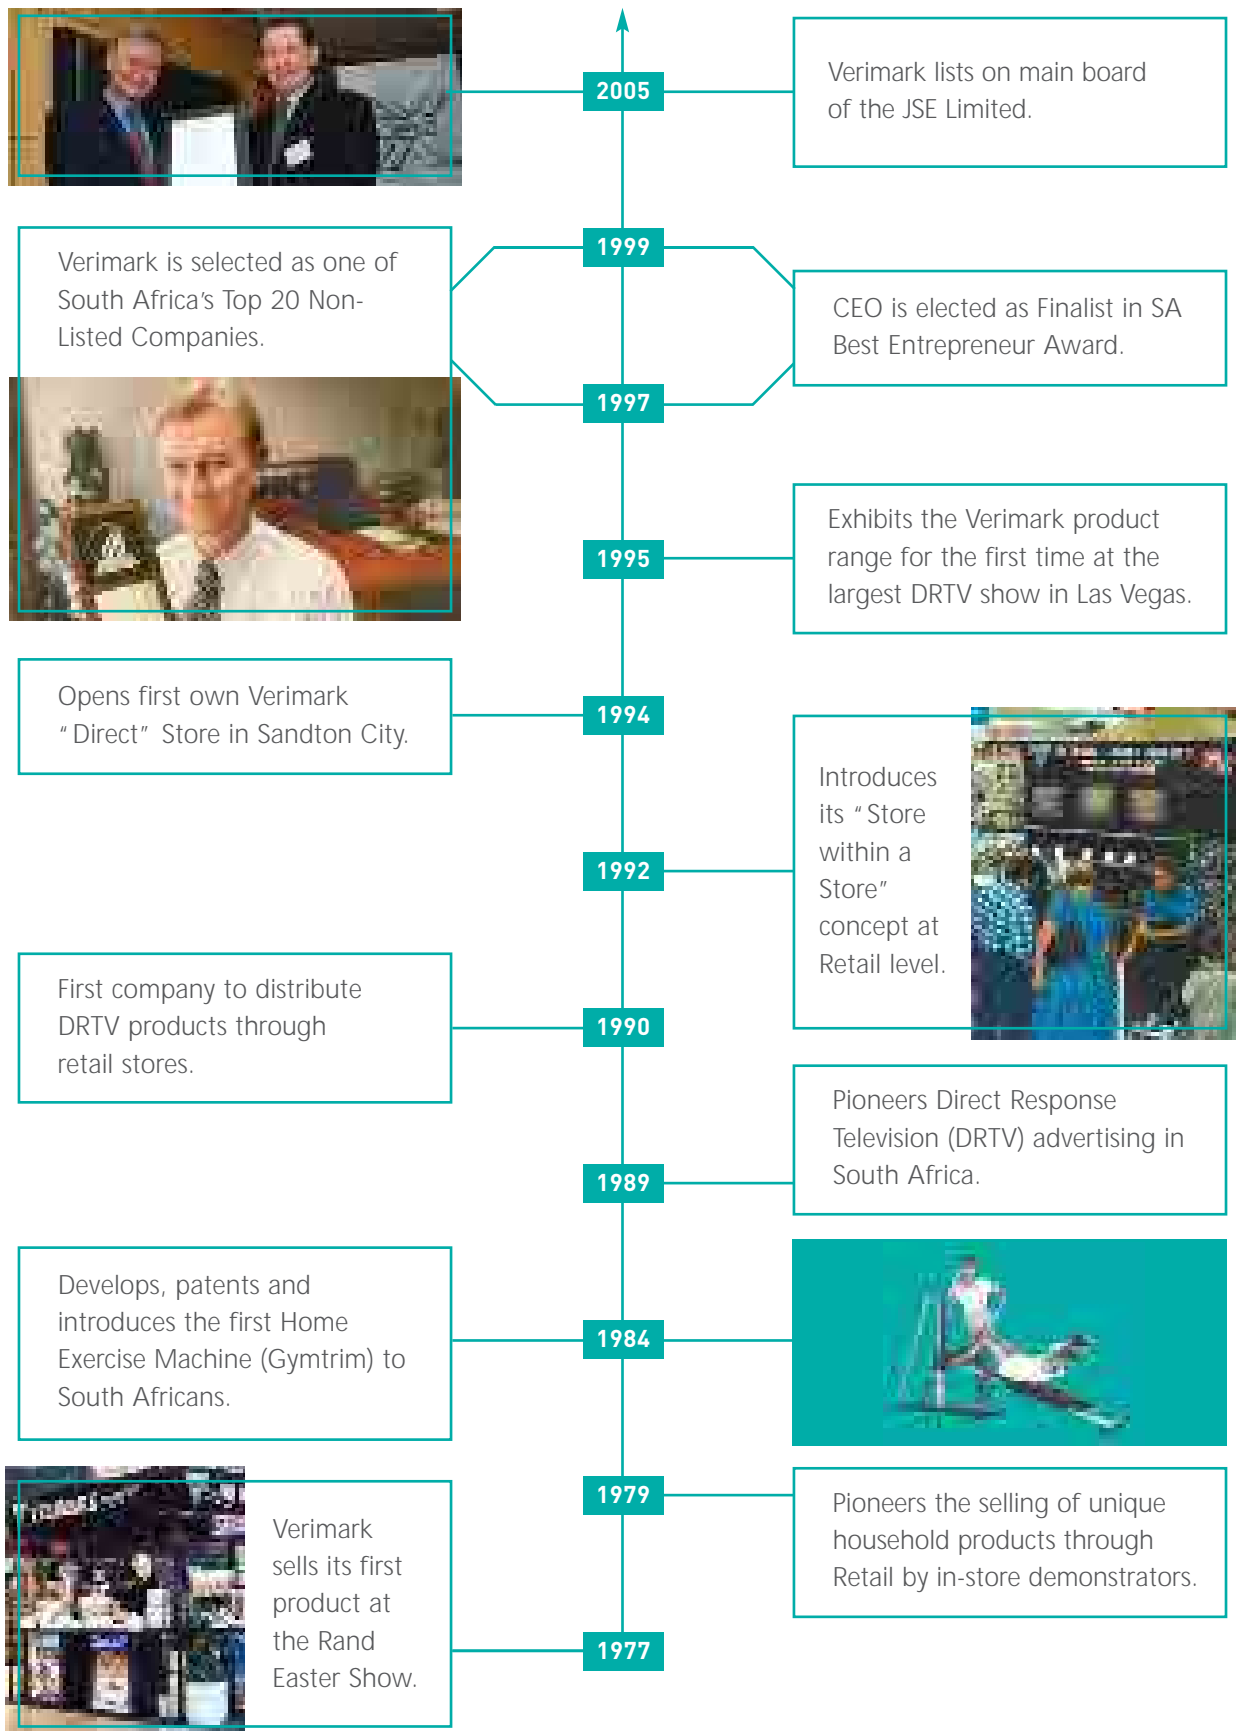 2005
Verimark lists on main board
of the JSE Limited.
1999
Verimark is selected as one of
South Africa's Top 20 Non-
Listed Companies.
CEO is elected as Finalist in SA
Best Entrepreneur Award.
1997
Exhibits the Verimark product
range for the first time at the
largest DRTV show in Las Vegas.
1995
Opens first own Verimark
"Direct" Store in Sandton City.
1994
Introduces
its "Store
within a
Store"
concept at
Retail level.
1992
First company to distribute
DRTV products through
retail stores.
1990
Pioneers Direct Response
Television (DRTV) advertising in
South Africa.
1989
Develops, patents and
introduces the first Home
Exercise Machine (Gymtrim) to
South Africans.
1984
1979
Pioneers the selling of unique
household products through
Retail by in-store demonstrators.
Verimark
sells its first
product at
the Rand
Easter Show.
1977